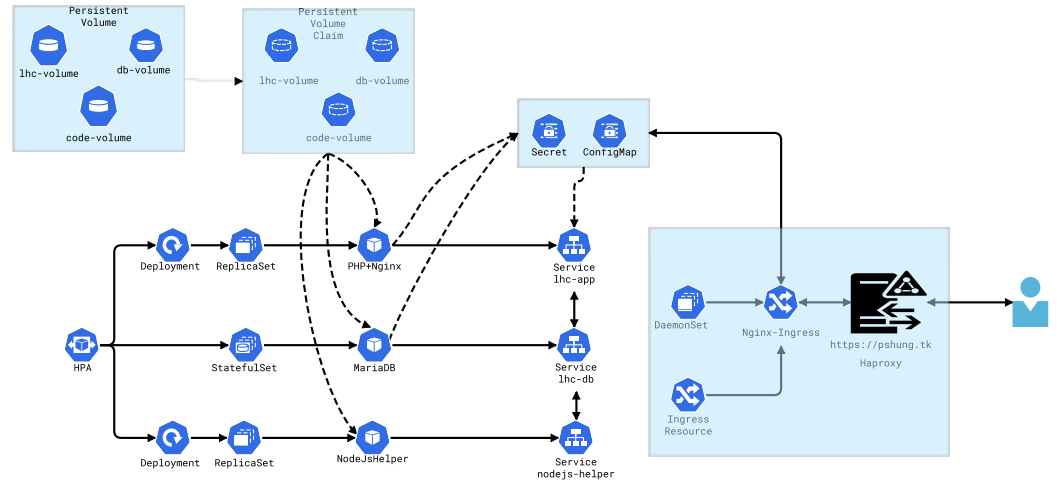 Persistent
Volume
lhc-volume
db-volume
code-volume
Persistent
Volume
Claim
lhc-volume
db-volume
code-volume
Secret
ConfigMap
Deployment
ReplicaSet
PHP+Nginx
Service
lhc-app
HPA
StatefulSet
MariaDB
Service
lhc-db
Deployment
ReplicaSet
NodeJsHelper
Service
nodejs-helper
DaemonSet
Nginx-Ingress
https://pshung.tk
Haproxy
Ingress
Resource